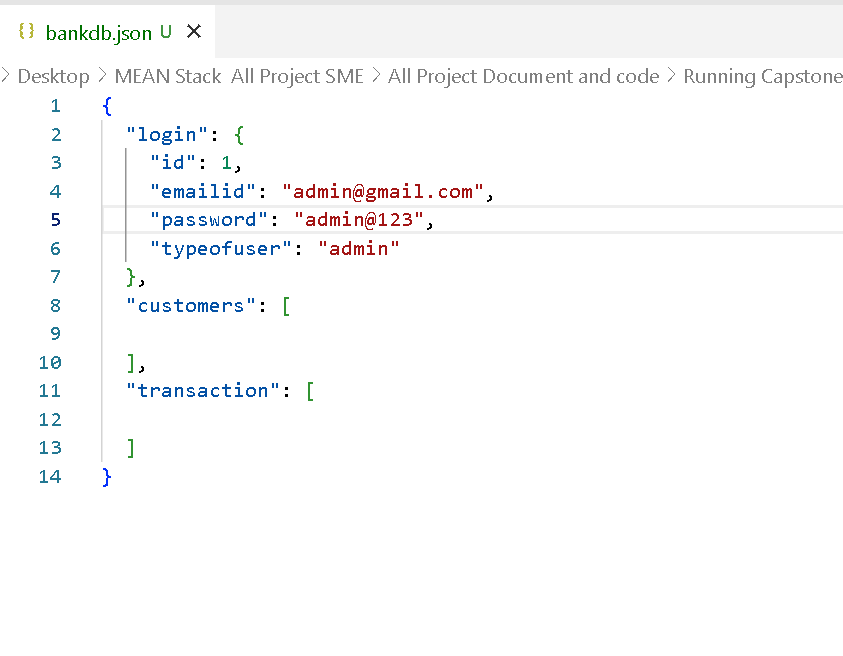 {} bankdb.json U ✕
> Desktop > MEAN Stack All Project SME > All Project Document and code > Running Capstone
1 {
2 "login": {
3 "id": 1,
4 "emailid": "admin@gmail.com",
5 "password": "admin@123",
6 "typeofuser": "admin"
7 },
8 "customers": [
9
10 ],
11 "transaction": [
12
13 ]
14 }